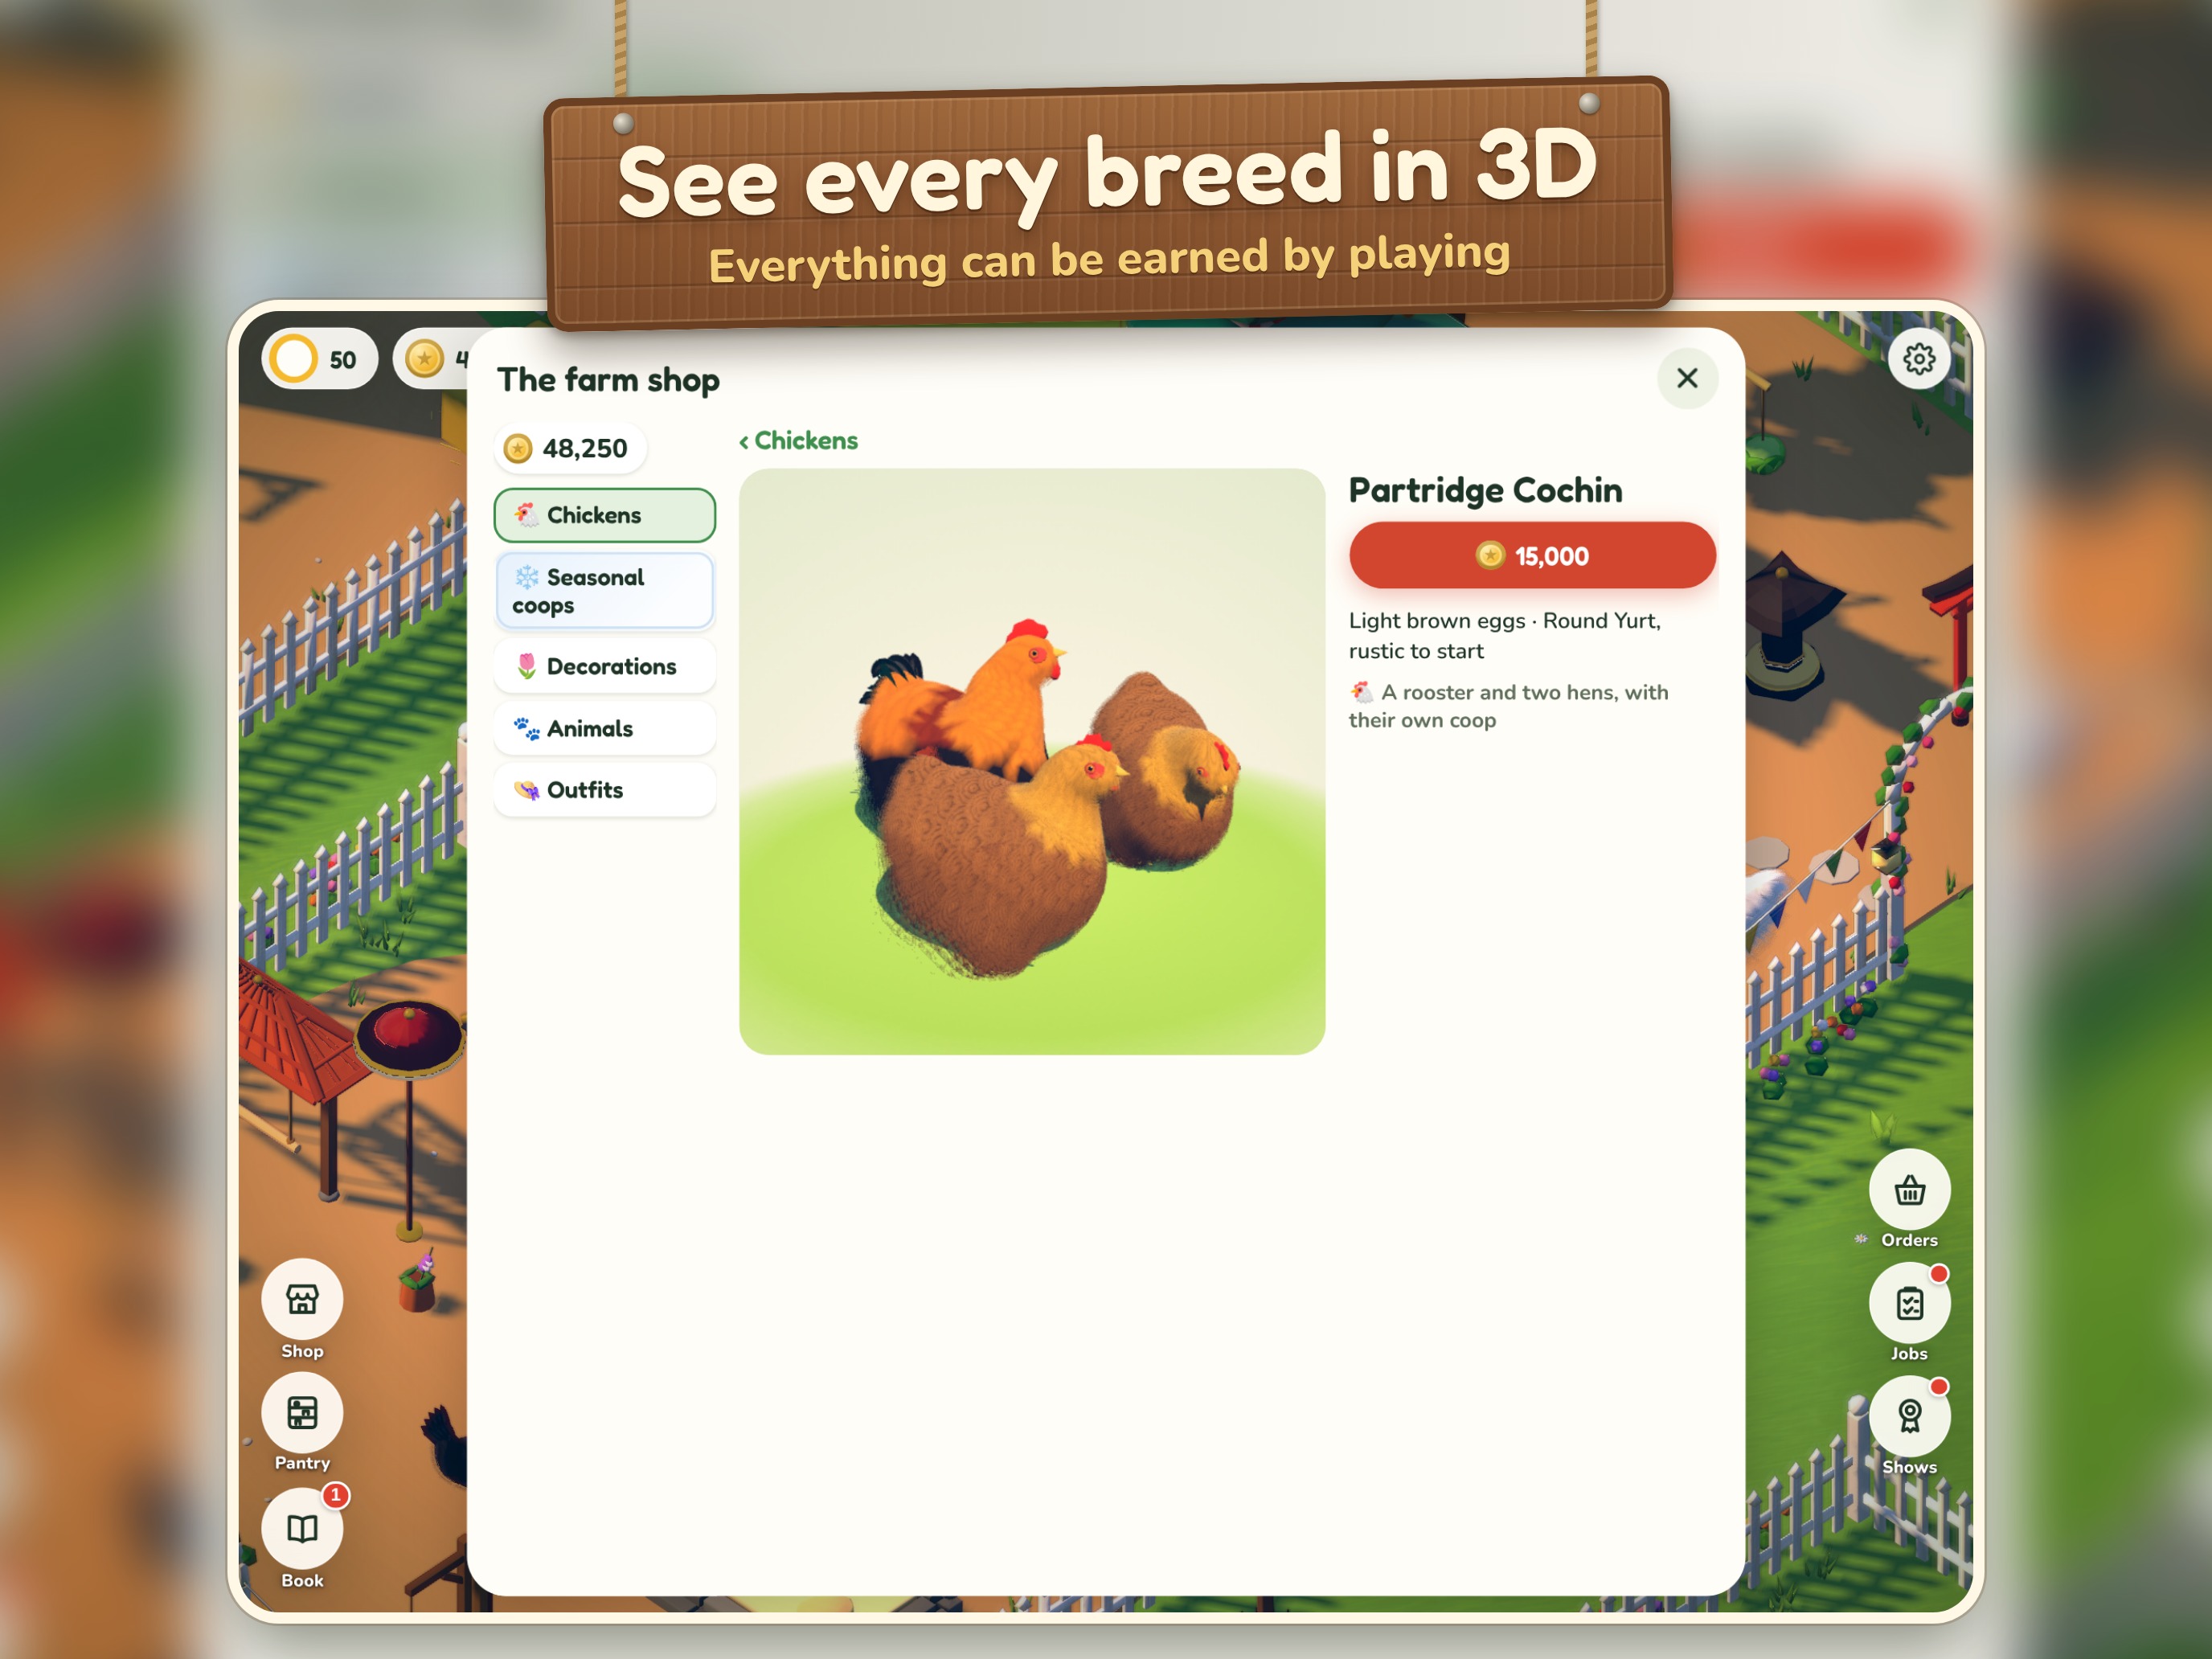 See every breed in 3D
Everything can be earned by playing
50
4
The farm shop
48,250
‹ Chickens
Chickens
Seasonal
coops
Decorations
Animals
Outfits
Partridge Cochin
15,000
Light brown eggs · Round Yurt,
rustic to start
A rooster and two hens, with
their own coop
Shop
Pantry
1
Book
Orders
Jobs
Shows